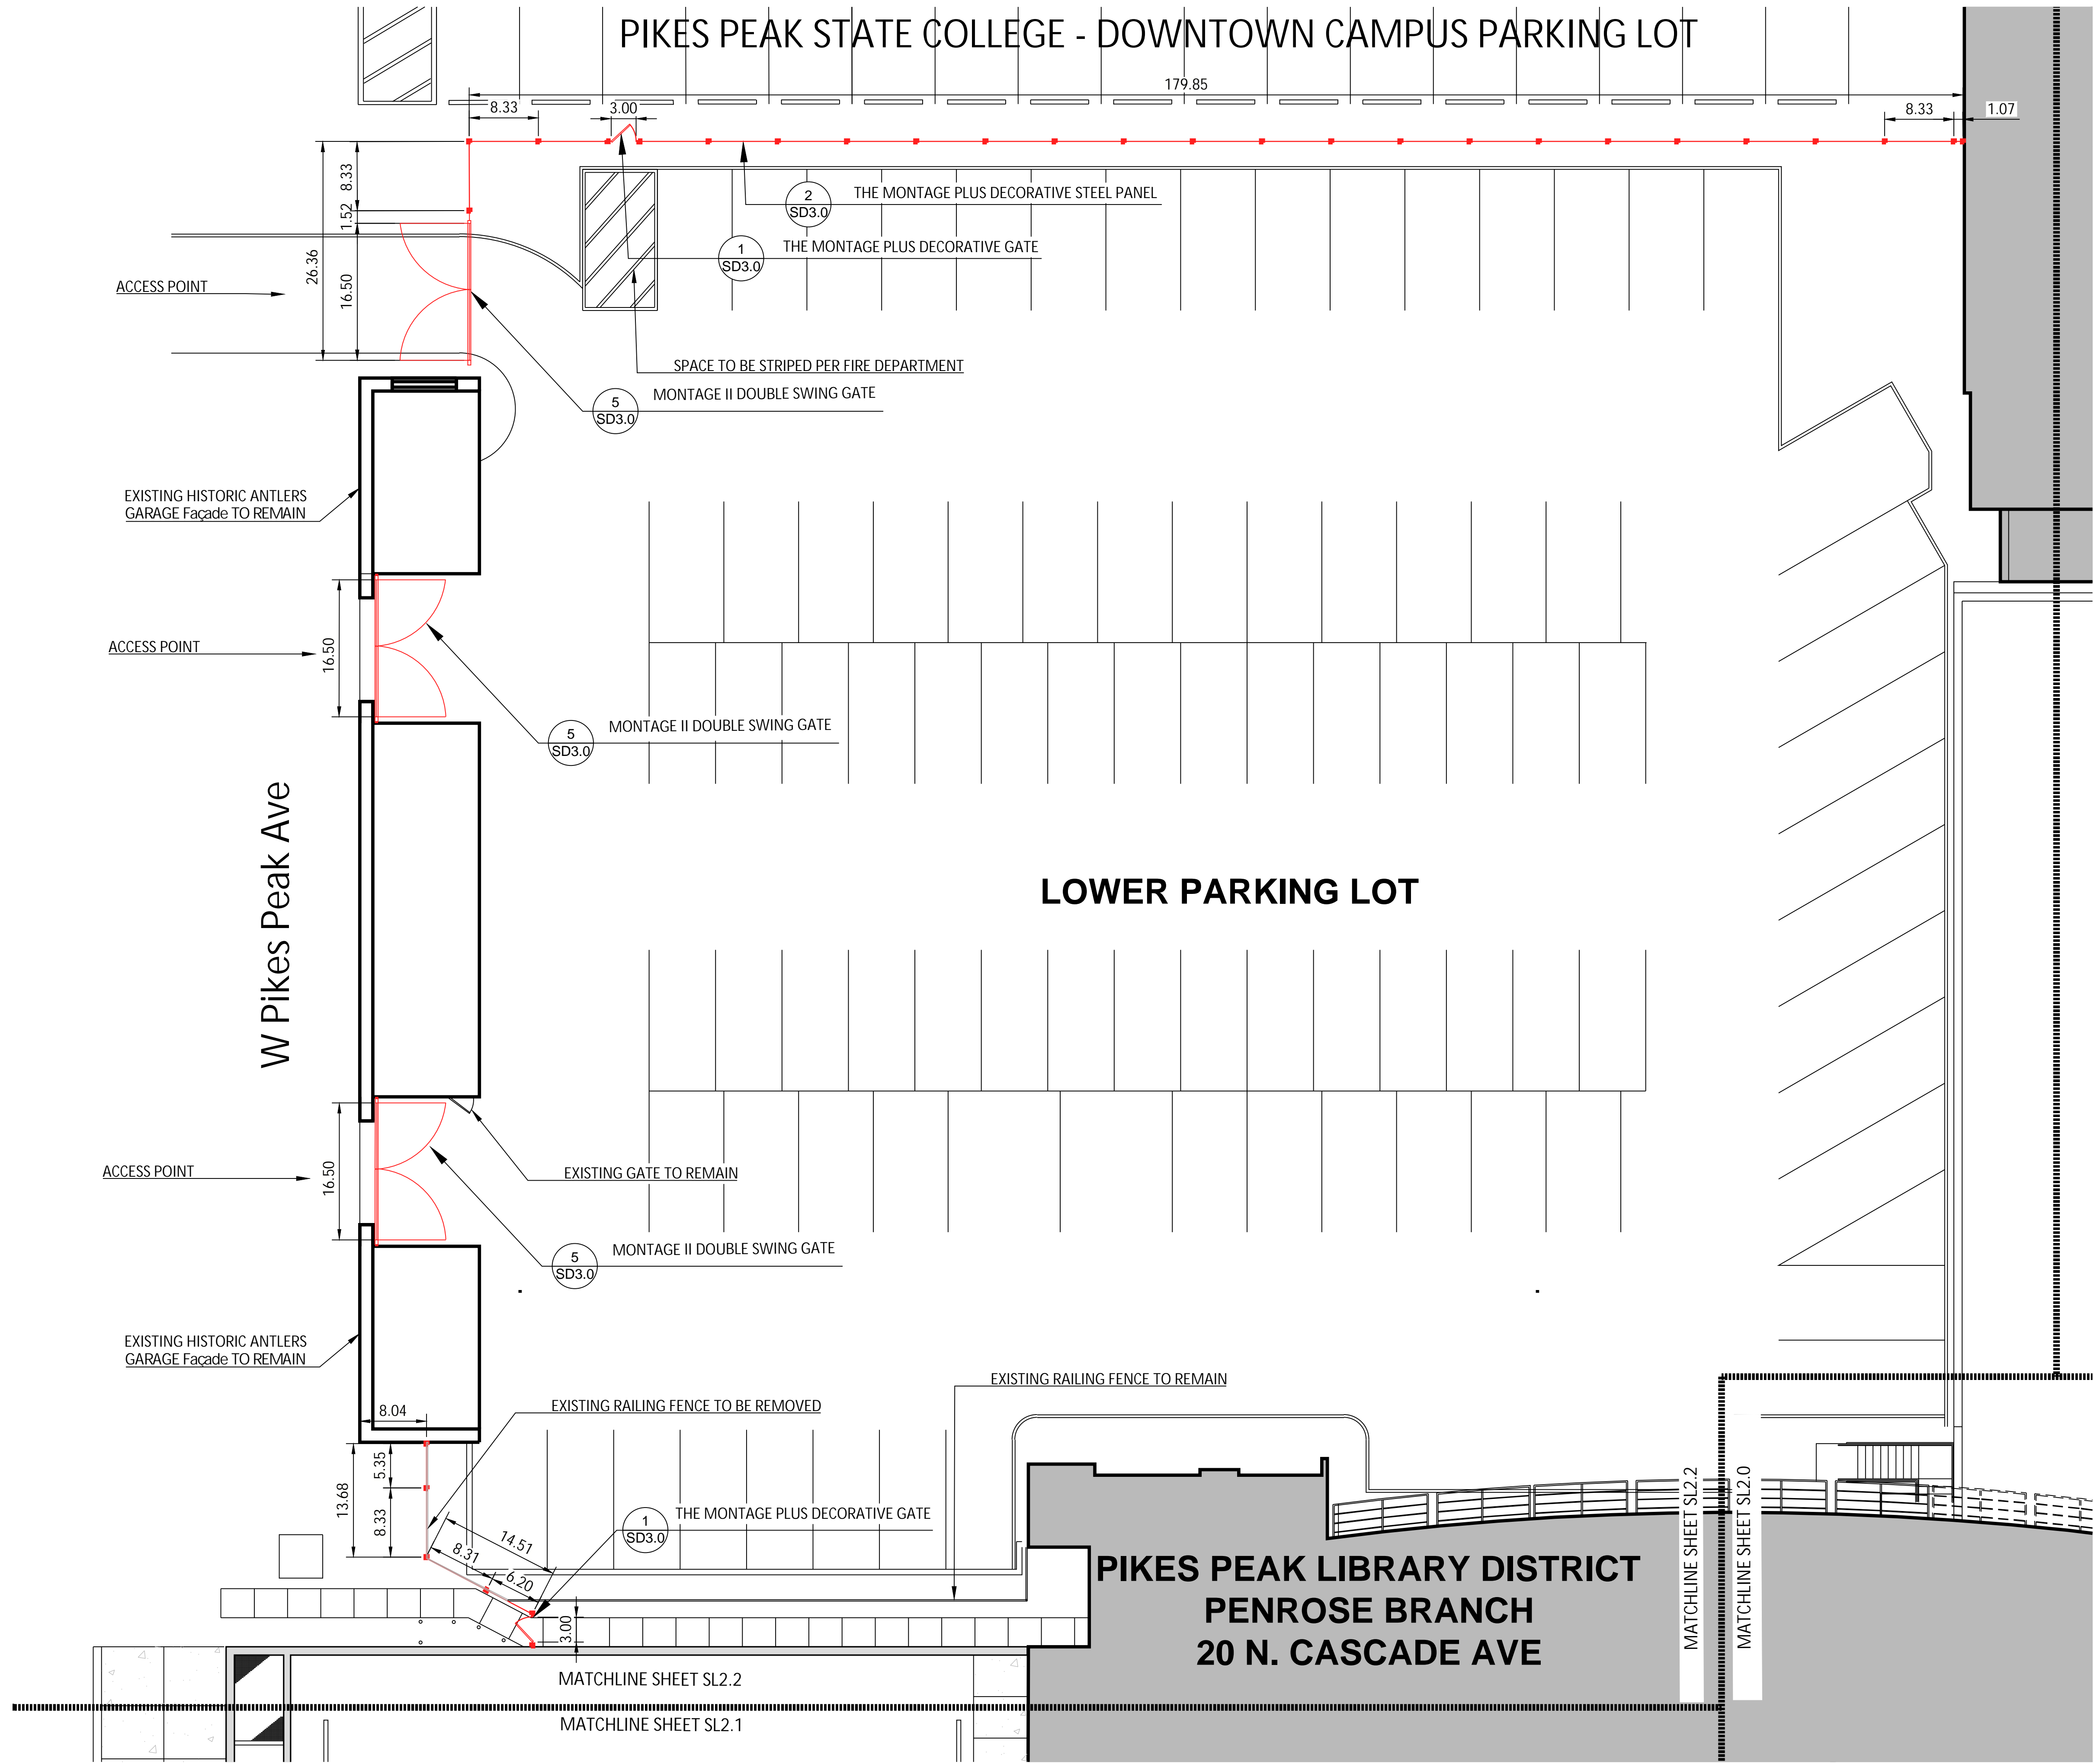 PIKES PEAK STATE COLLEGE - DOWNTOWN CAMPUS PARKING LOT
179.85
8.33
3.00
8.33
1.07
8.33
1.52
26.36
16.50
2
SD3.0
THE MONTAGE PLUS DECORATIVE STEEL PANEL
1
SD3.0
THE MONTAGE PLUS DECORATIVE GATE
ACCESS POINT
SPACE TO BE STRIPED PER FIRE DEPARTMENT
5
SD3.0
MONTAGE II DOUBLE SWING GATE
EXISTING HISTORIC ANTLERS
GARAGE Façade TO REMAIN
ACCESS POINT
16.50
5
SD3.0
MONTAGE II DOUBLE SWING GATE
W Pikes Peak Ave
LOWER PARKING LOT
ACCESS POINT
16.50
EXISTING GATE TO REMAIN
5
SD3.0
MONTAGE II DOUBLE SWING GATE
EXISTING HISTORIC ANTLERS
GARAGE Façade TO REMAIN
EXISTING RAILING FENCE TO REMAIN
EXISTING RAILING FENCE TO BE REMOVED
8.04
13.68
5.35
8.33
14.51
8.31
6.20
3.00
1
SD3.0
THE MONTAGE PLUS DECORATIVE GATE
PIKES PEAK LIBRARY DISTRICT
PENROSE BRANCH
20 N. CASCADE AVE
MATCHLINE SHEET SL2.2
MATCHLINE SHEET SL2.0
MATCHLINE SHEET SL2.2
MATCHLINE SHEET SL2.1